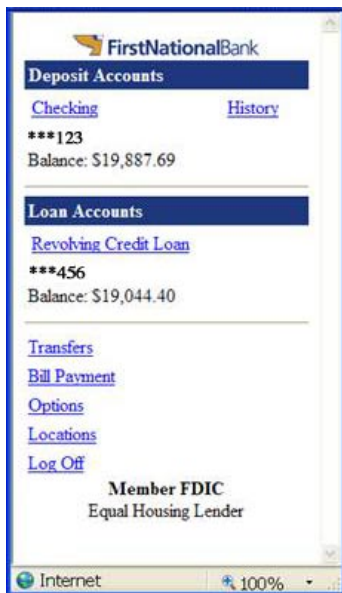 FirstNationalBank
Deposit Accounts
Checking History
***123
Balance: $19,887.69
Loan Accounts
Revolving Credit Loan
***456
Balance: $19,044.40
Transfers
Bill Payment
Options
Locations
Log Off
Member FDIC
Equal Housing Lender
Internet 100%